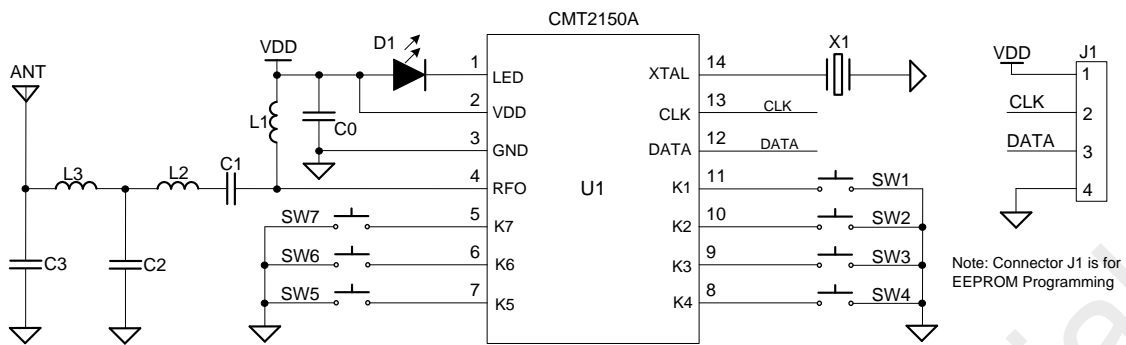 CMT2150A
ANT
VDD
D1
X1
VDD
J1
1
LED
XTAL
14
1
2
VDD
CLK
13
CLK
CLK
2
L1
C0
3
GND
DATA
12
DATA
DATA
3
L3
L2
C1
4
RFO
U1
K1
11
SW1
4
SW7
5
K7
K2
10
SW2
C3
C2
SW6
6
K6
K3
9
SW3
SW5
7
K5
K4
8
SW4
Note: Connector J1 is for
EEPROM Programming